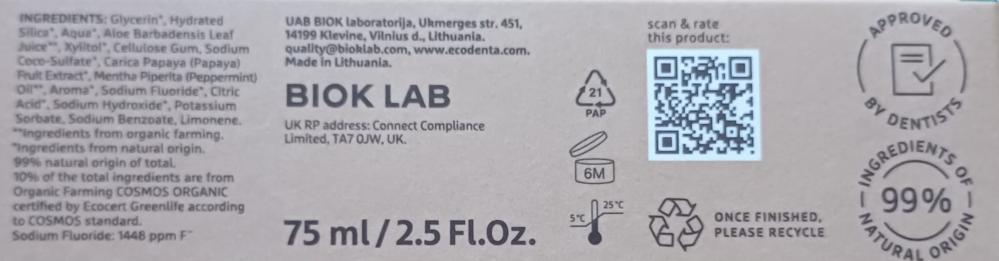 INGREDIENTS: Glycerin*, Hydrated
Silica*, Aqua*, Aloe Barbadensis Leaf
Juice**, Xylitol*, Cellulose Gum, Sodium
Coco-Sulfate*, Carica Papaya (Papaya)
Fruit Extract*, Mentha Piperita (Peppermint)
Oil**, Aroma*, Sodium Fluoride*, Citric
Acid*, Sodium Hydroxide*, Potassium
Sorbate, Sodium Benzoate, Limonene.
**Ingredients from organic farming.
*Ingredients from natural origin.
99% natural origin of total.
10% of the total ingredients are from
Organic Farming COSMOS ORGANIC
certified by Ecocert Greenlife according
to COSMOS standard.
Sodium Fluoride: 1448 ppm F⁻
UAB BIOK laboratorija, Ukmerges str. 451,
14199 Klevine, Vilnius d., Lithuania.
quality@bioklab.com, www.ecodenta.com.
Made in Lithuania.
BIOK LAB
UK RP address: Connect Compliance
Limited, TA7 0JW, UK.
75 ml / 2.5 Fl.Oz.
21
PAP
6M
5°C 25°C
scan & rate
this product:
ONCE FINISHED,
PLEASE RECYCLE
APPROVED
BY DENTISTS
INGREDIENTS OF
99%
NATURAL ORIGIN